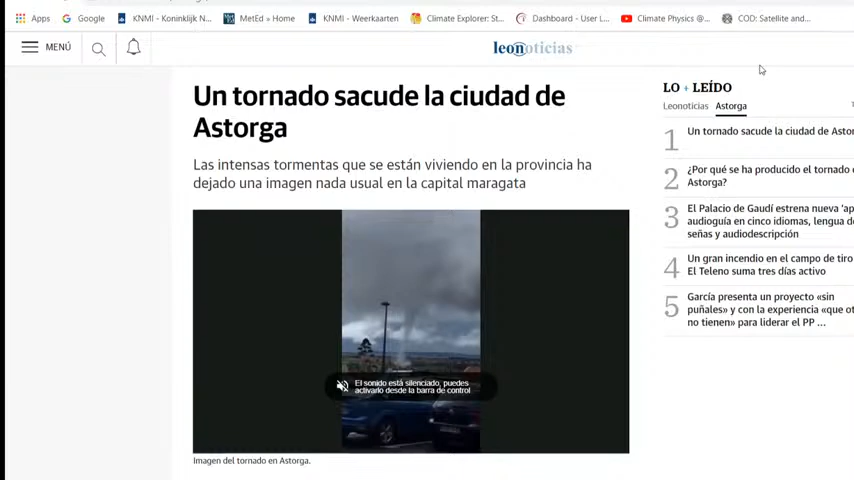 Apps Google KNMI - Koninklijk N... MetEd » Home KNMI - Weerkaarten Climate Explorer: St... Dashboard - User L... Climate Physics @... COD: Satellite and...
MENÚ
leonoticias
Un tornado sacude la ciudad de
Astorga
Las intensas tormentas que se están viviendo en la provincia ha
dejado una imagen nada usual en la capital maragata
El sonido está silenciado, puedes
activarlo desde la barra de control
Imagen del tornado en Astorga.
LO + LEÍDO
Leonoticias Astorga
1 Un tornado sacude la ciudad de Astor
2 ¿Por qué se ha producido el tornado
Astorga?
3 El Palacio de Gaudí estrena nueva 'ap
audioguía en cinco idiomas, lengua d
señas y audiodescripción
4 Un gran incendio en el campo de tiro
El Teleno suma tres días activo
5 García presenta un proyecto «sin
puñales» y con la experiencia «que ot
no tienen» para liderar el PP ...